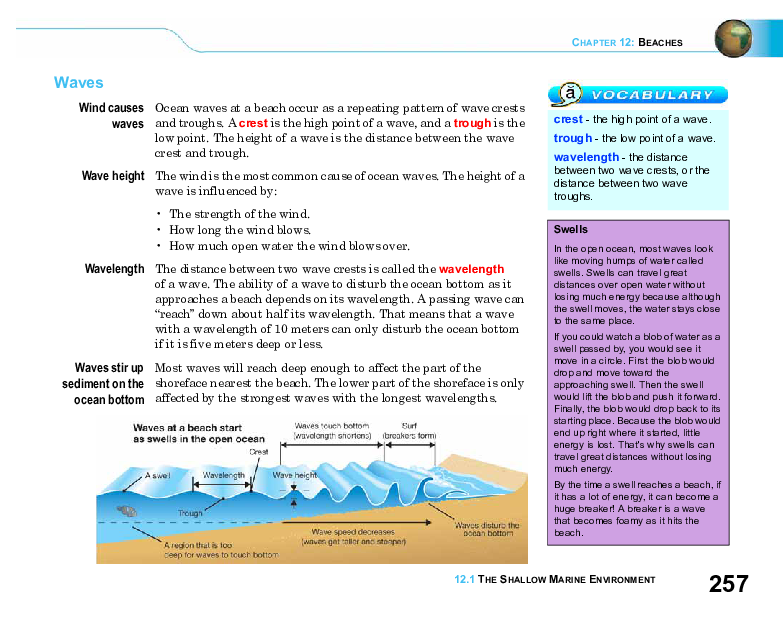 CHAPTER 12: BEACHES
Waves
Wind causes waves
Ocean waves at a beach occur as a repeating pattern of wave crests
and troughs. A crest is the high point of a wave, and a trough is the
low point. The height of a wave is the distance between the wave
crest and trough.
Wave height
The wind is the most common cause of ocean waves. The height of a
wave is influenced by:
• The strength of the wind.
• How long the wind blows.
• How much open water the wind blows over.
Wavelength
The distance between two wave crests is called the wavelength
of a wave. The ability of a wave to disturb the ocean bottom as it
approaches a beach depends on its wavelength. A passing wave can
“reach” down about half its wavelength. That means that a wave
with a wavelength of 10 meters can only disturb the ocean bottom
if it is five meters deep or less.
Waves stir up
sediment on the
ocean bottom
Most waves will reach deep enough to affect the part of the
shoreface nearest the beach. The lower part of the shoreface is only
affected by the strongest waves with the longest wavelengths.
Waves at a beach start
as swells in the open ocean
Waves touch bottom
(wavelength shortens)
Surf
(breakers form)
Crest
A swell
Wavelength
Wave height
Trough
Wave speed decreases
(waves get taller and steeper)
Waves disturb the
ocean bottom
A region that is too
deep for waves to touch bottom
ã VOCABULARY
crest - the high point of a wave.
trough - the low point of a wave.
wavelength - the distance
between two wave crests, or the
distance between two wave
troughs.
Swells
In the open ocean, most waves look
like moving humps of water called
swells. Swells can travel great
distances over open water without
losing much energy because although
the swell moves, the water stays close
to the same place.
If you could watch a blob of water as a
swell passed by, you would see it
move in a circle. First the blob would
drop and move toward the
approaching swell. Then the swell
would lift the blob and push it forward.
Finally, the blob would drop back to its
starting place. Because the blob would
end up right where it started, little
energy is lost. That's why swells can
travel great distances without losing
much energy.
By the time a swell reaches a beach, if
it has a lot of energy, it can become a
huge breaker! A breaker is a wave
that becomes foamy as it hits the
beach.
12.1 THE SHALLOW MARINE ENVIRONMENT
257